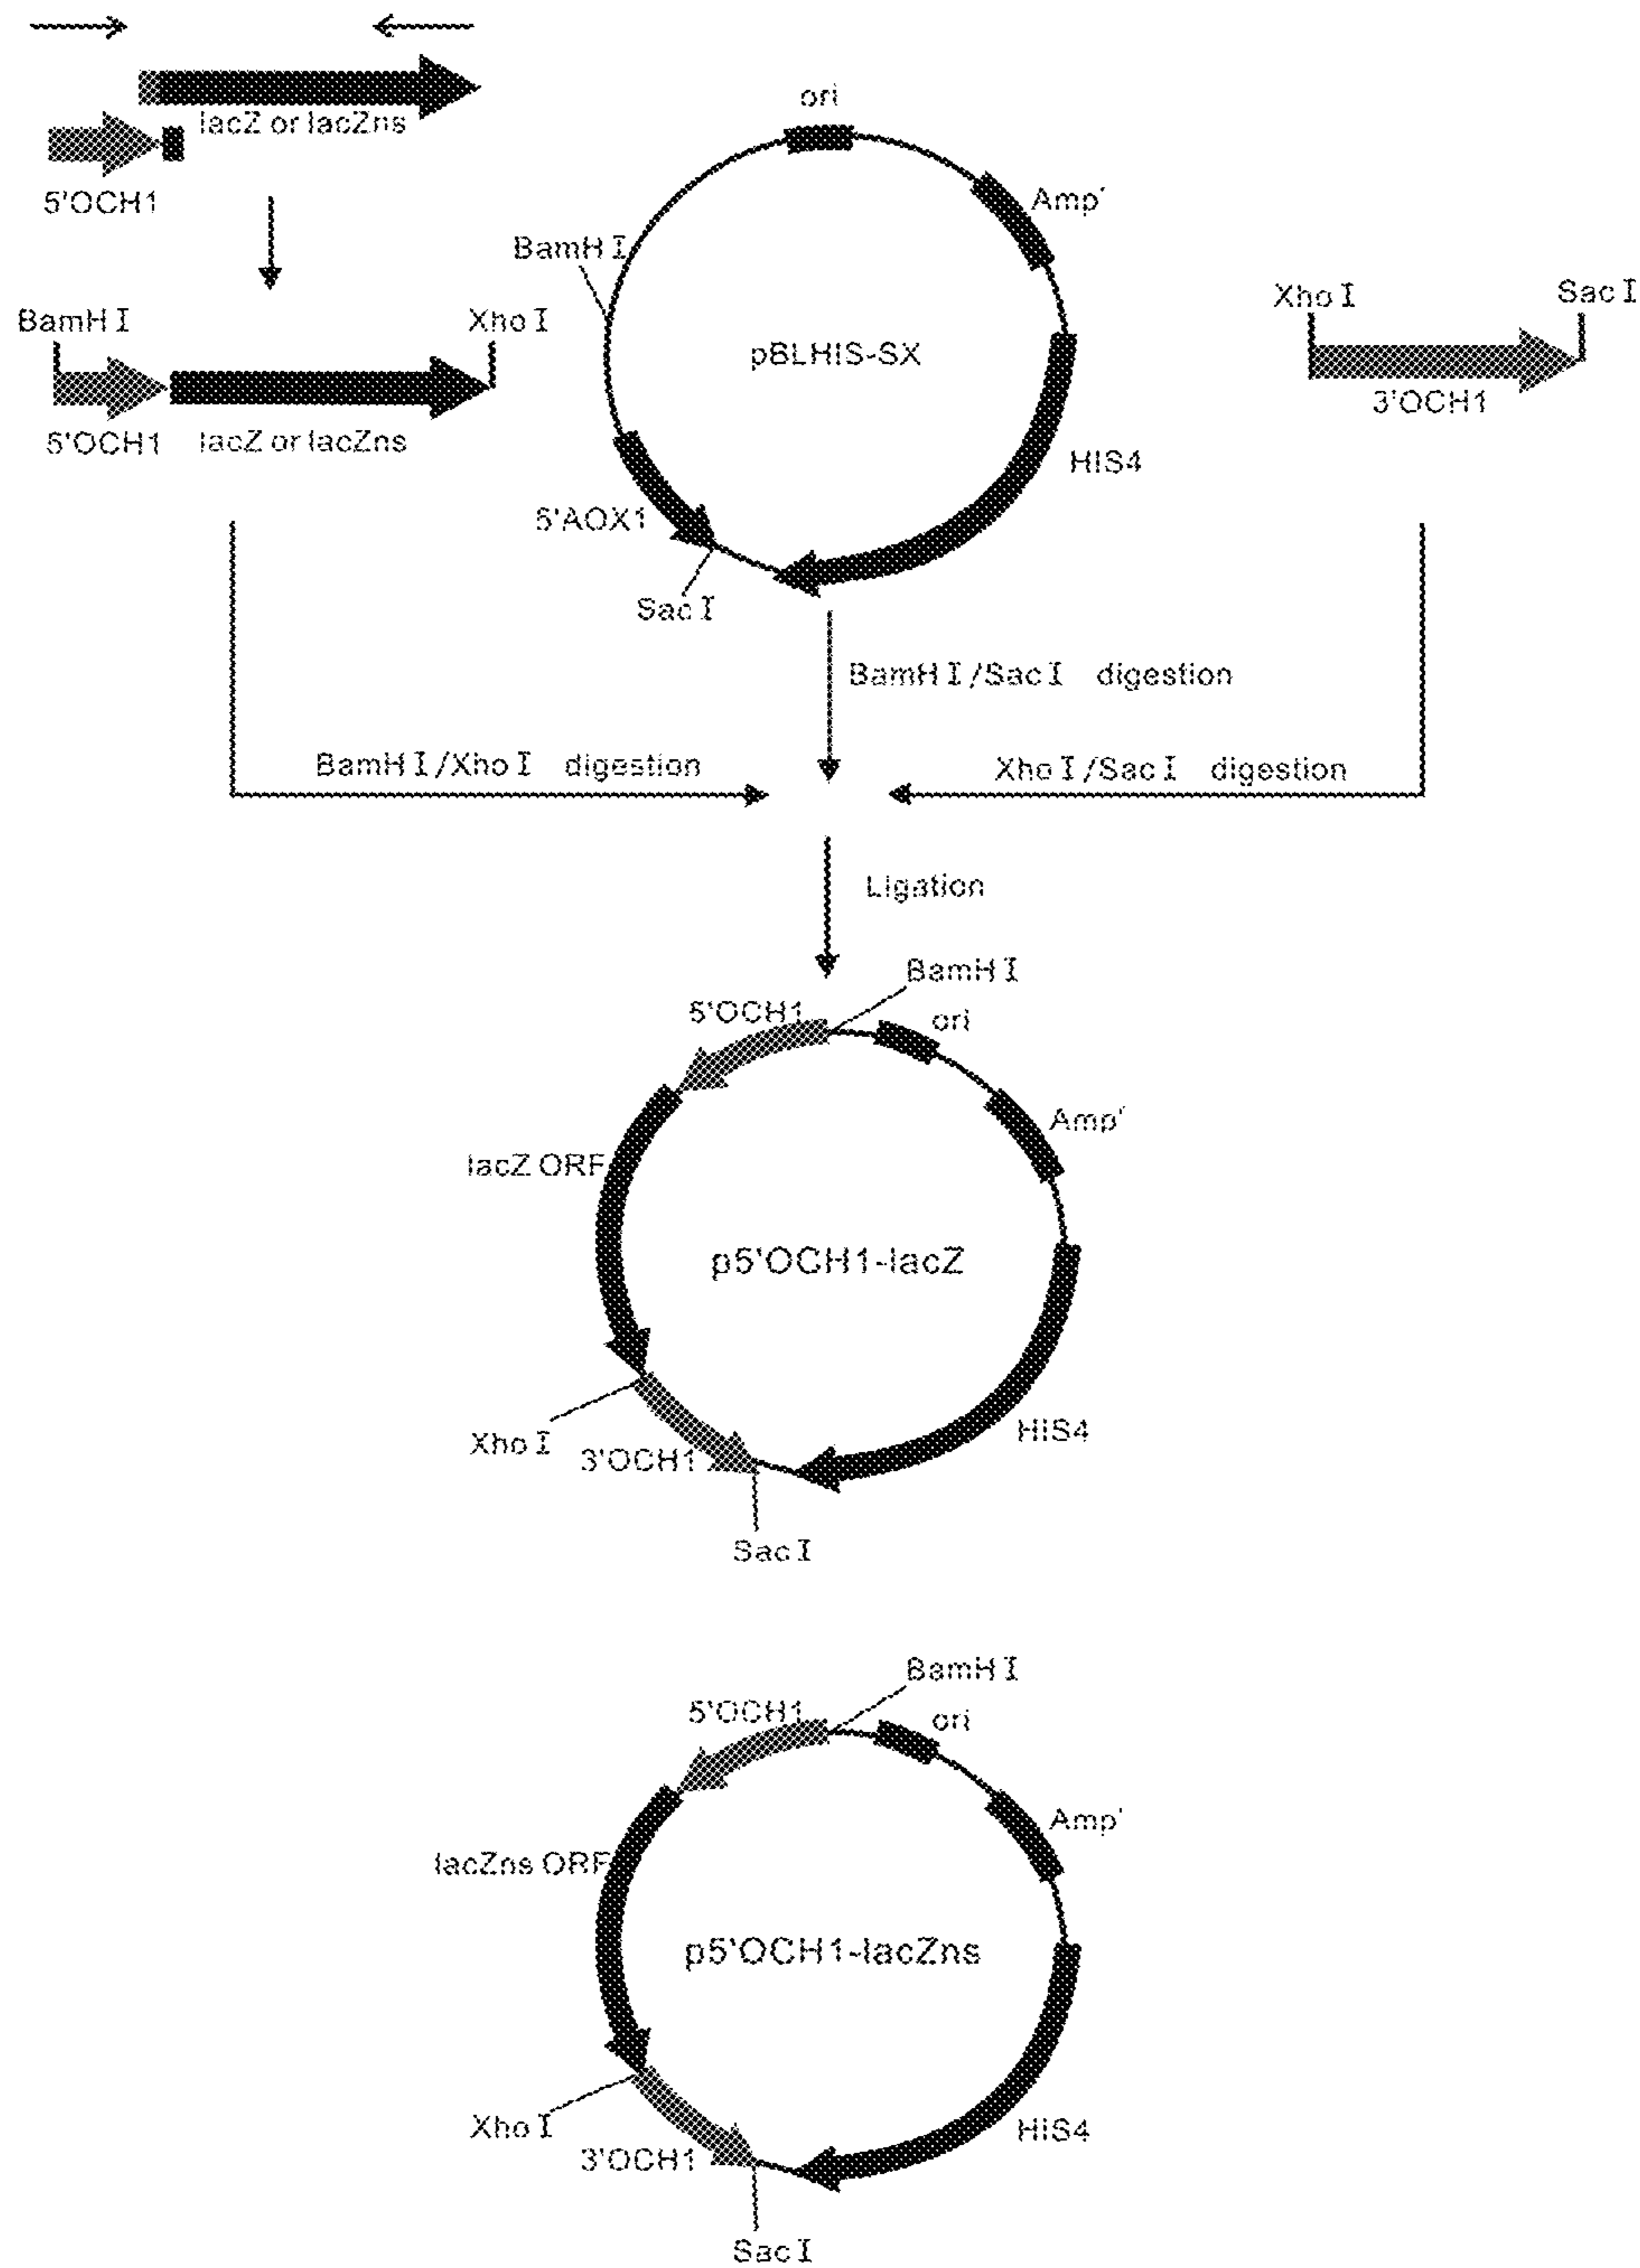 lacZ or lacZns
5'OCH1
BamH I
Xho I
5'OCH1
lacZ or lacZns
ori
Amp^r
BamH I
pBLHIS-SX
HIS4
5'AOX1
Sac I
Xho I
Sac I
3'OCH1
BamH I/Sac I digestion
BamH I/Xho I digestion
Xho I/Sac I digestion
Ligation
BamH I
5'OCH1
ori
Amp^r
lacZ ORF
p5'OCH1-lacZ
HIS4
Xho I
3'OCH1
Sac I
BamH I
5'OCH1
ori
Amp^r
lacZns ORF
p5'OCH1-lacZns
HIS4
Xho I
3'OCH1
Sac I